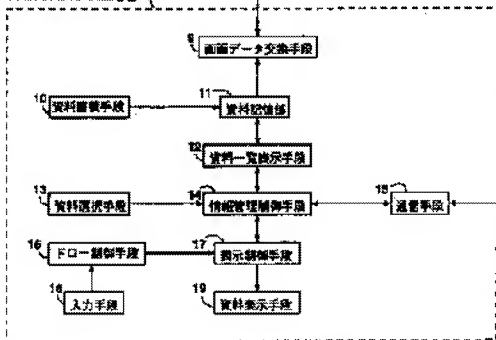 9
画面データ交換手段
10
資料蓄積手段
11
資料記憶部
12
資料一覧表示手段
13
資料選択手段
14
情報管理制御手段
15
通信手段
16
ドロー制御手段
17
表示制御手段
18
入力手段
19
資料表示手段